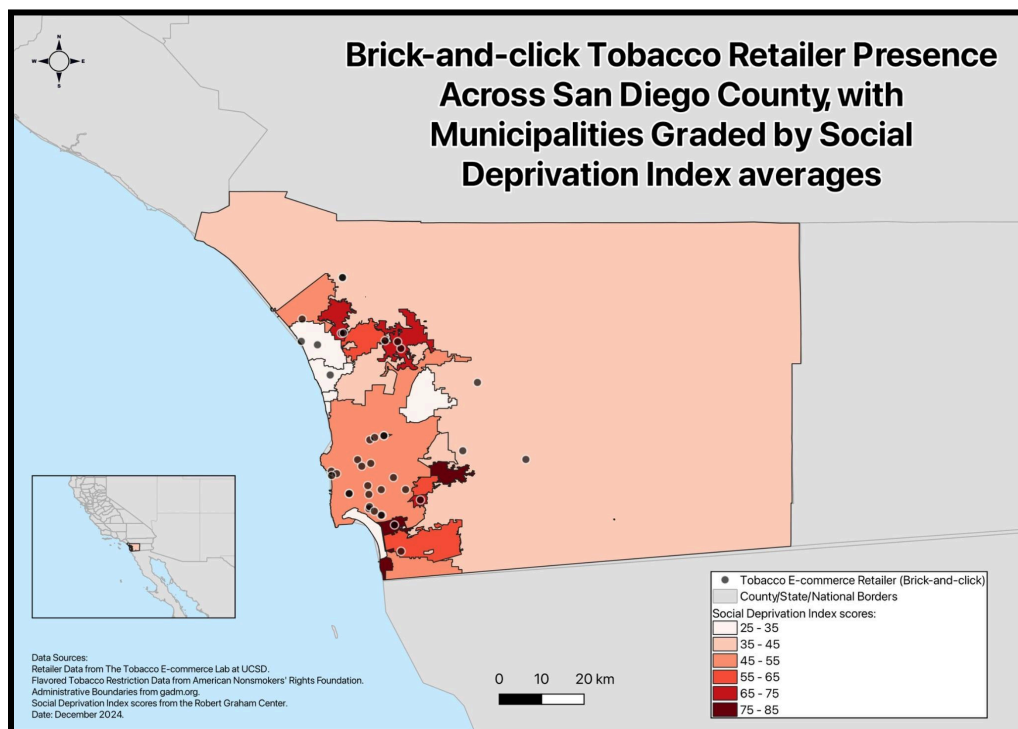 Brick-and-click Tobacco Retailer Presence
Across San Diego County, with
Municipalities Graded by Social
Deprivation Index averages
N
W
E
S
Tobacco E-commerce Retailer (Brick-and-click)
County/State/National Borders
Social Deprivation Index scores:
25 - 35
35 - 45
45 - 55
55 - 65
65 - 75
75 - 85
0 10 20 km
Data Sources:
Retailer Data from The Tobacco E-commerce Lab at UCSD.
Flavored Tobacco Restriction Data from American Nonsmokers' Rights Foundation.
Administrative Boundaries from gadm.org.
Social Deprivation Index scores from the Robert Graham Center.
Date: December 2024.